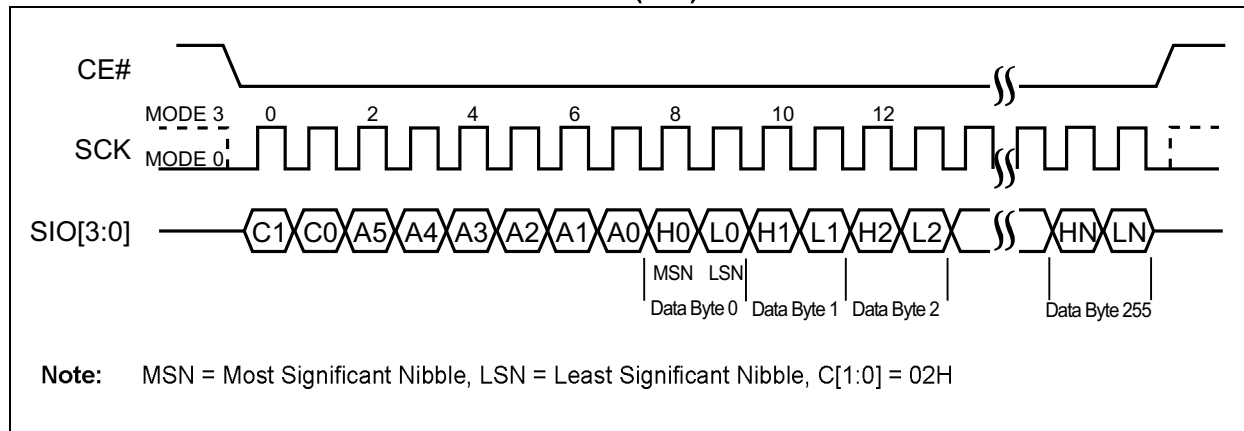 CE#
MODE 3 0 2 4 6 8 10 12
SCK
MODE 0
SIO[3:0] C1 C0 A5 A4 A3 A2 A1 A0 H0 L0 H1 L1 H2 L2 HN LN
MSN LSN
Data Byte 0 Data Byte 1 Data Byte 2 Data Byte 255
Note: MSN = Most Significant Nibble, LSN = Least Significant Nibble, C[1:0] = 02H